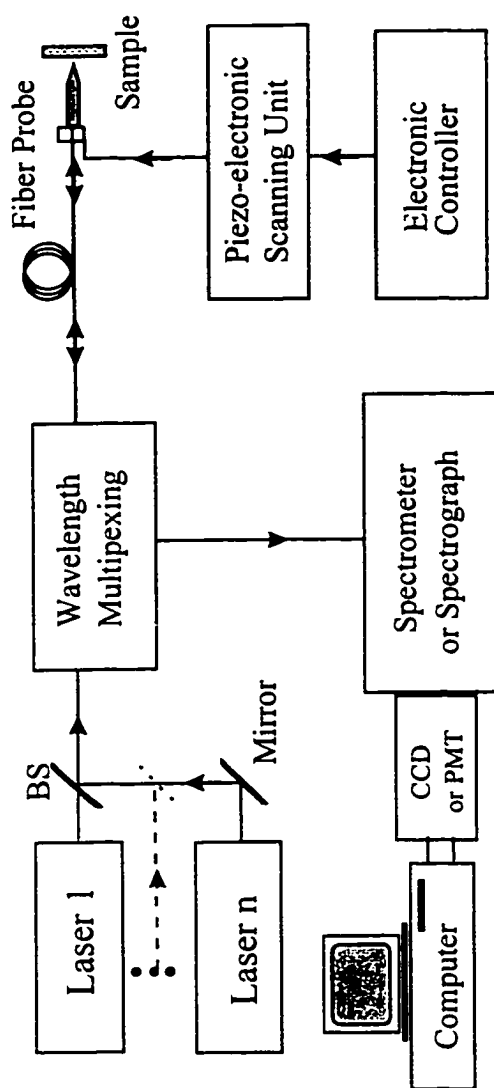 Laser 1
Laser n
BS
Mirror
Wavelength
Multipexing
Fiber Probe
Sample
Piezo-electronic
Scanning Unit
Electronic
Controller
Spectrometer
or Spectrograph
CCD
or PMT
Computer